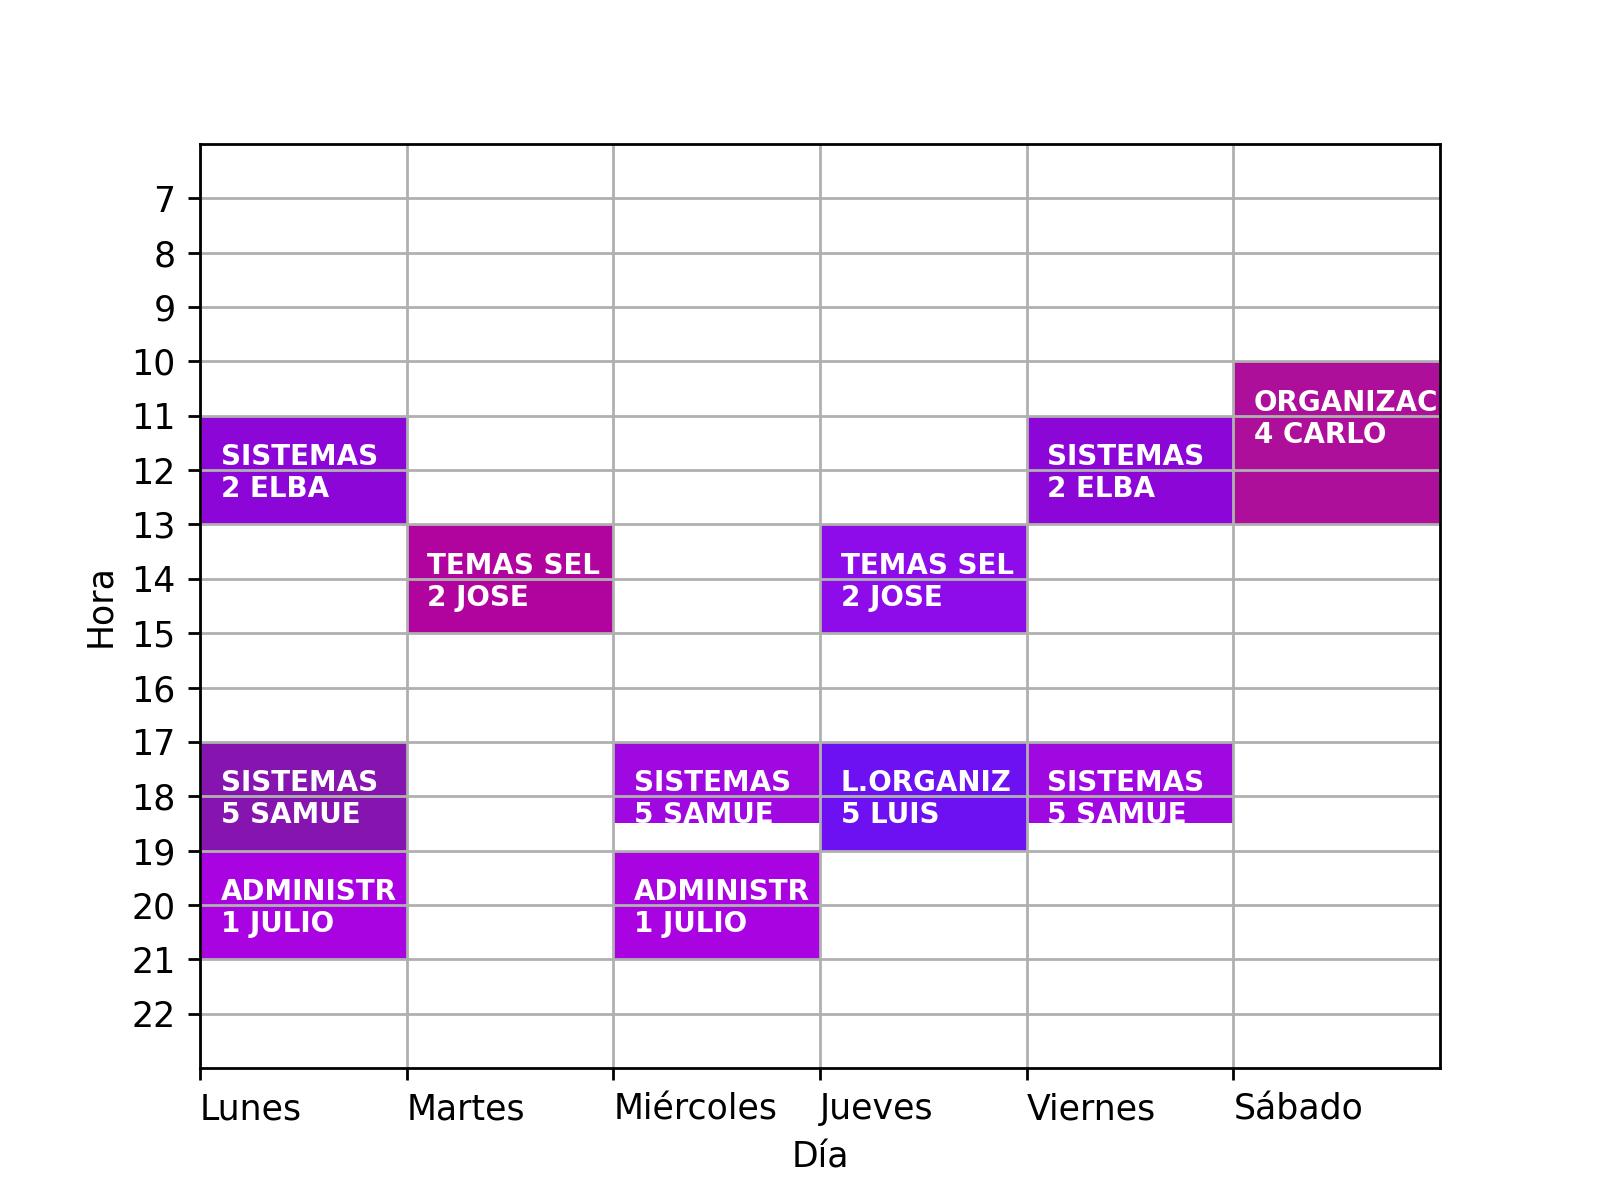 7
8
9
10
11
12
13
14
15
16
17
18
19
20
21
22
Hora
SISTEMAS
2 ELBA
SISTEMAS
5 SAMUE
ADMINISTR
1 JULIO
TEMAS SEL
2 JOSE
SISTEMAS
5 SAMUE
ADMINISTR
1 JULIO
TEMAS SEL
2 JOSE
L.ORGANIZ
5 LUIS
SISTEMAS
2 ELBA
SISTEMAS
5 SAMUE
ORGANIZAC
4 CARLO
Lunes Martes Miércoles Jueves Viernes Sábado
Día